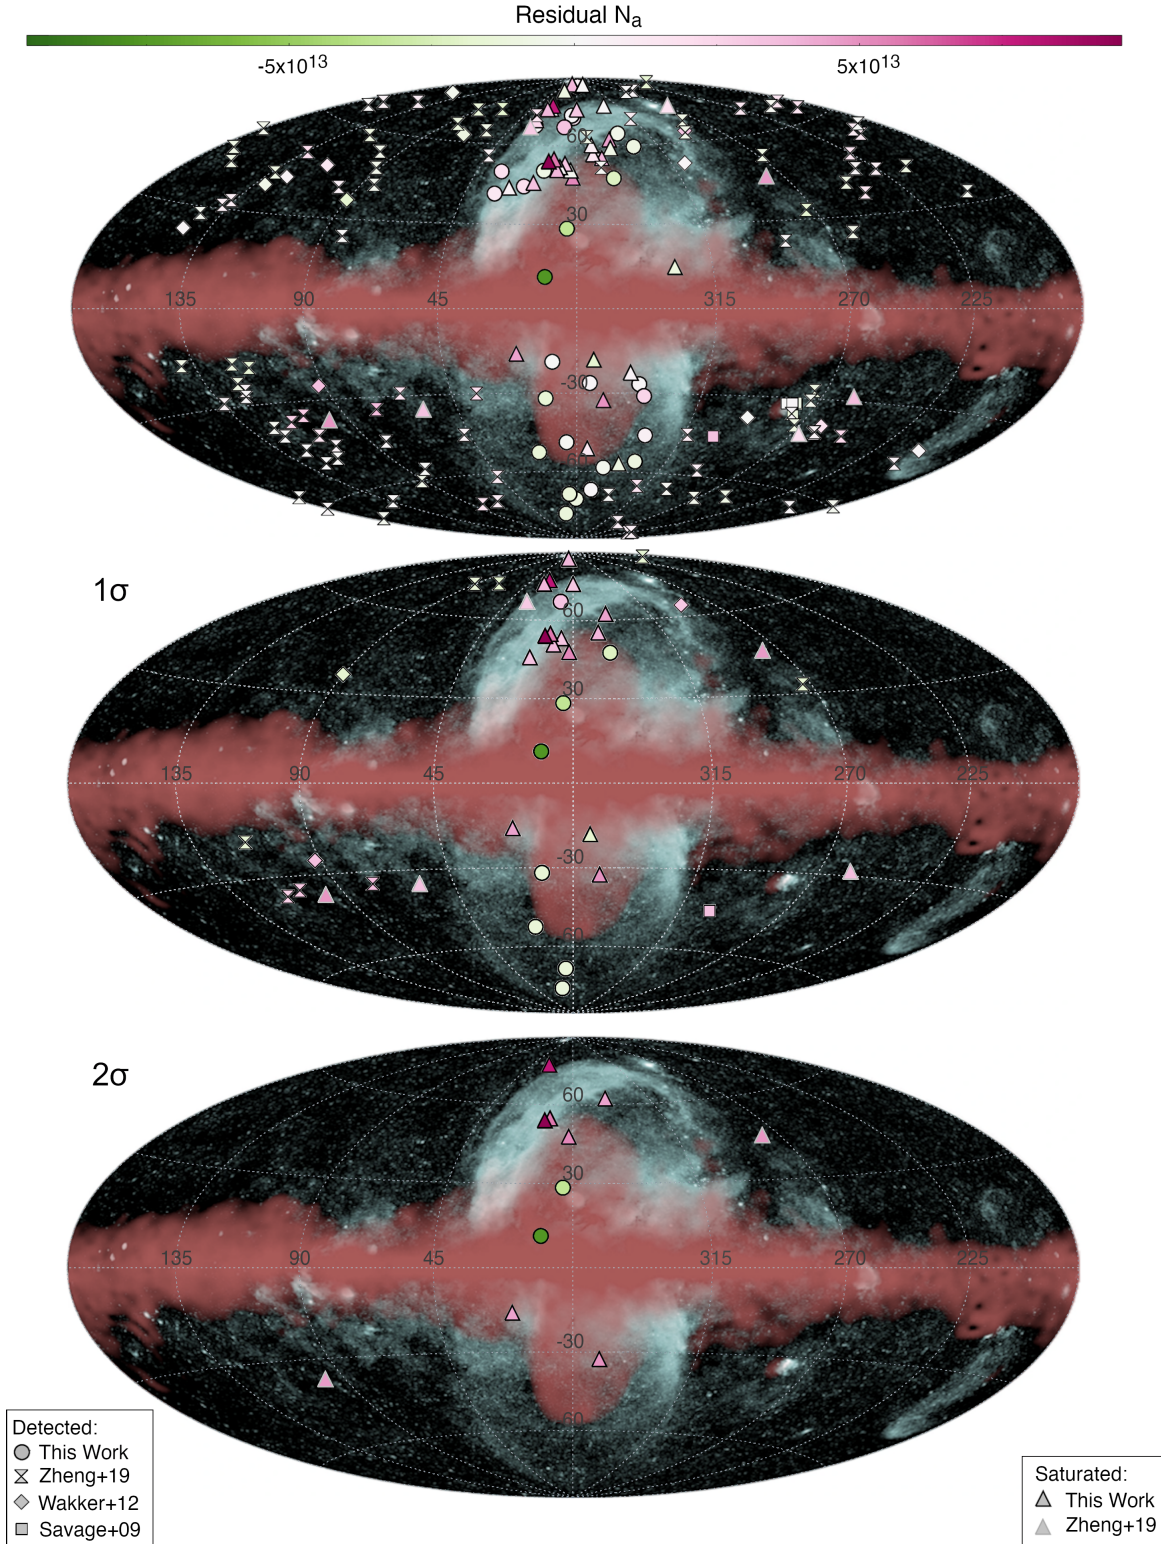 Residual Nₐ
-5x10¹³ 5x10¹³
60
30
135 90 45 315 270 225
-30
-60
1σ
60
30
135 90 45 315 270 225
-30
-60
2σ
60
30
135 90 45 315 270 225
-30
-60
Detected:
This Work
Zheng+19
Wakker+12
Savage+09
Saturated:
This Work
Zheng+19